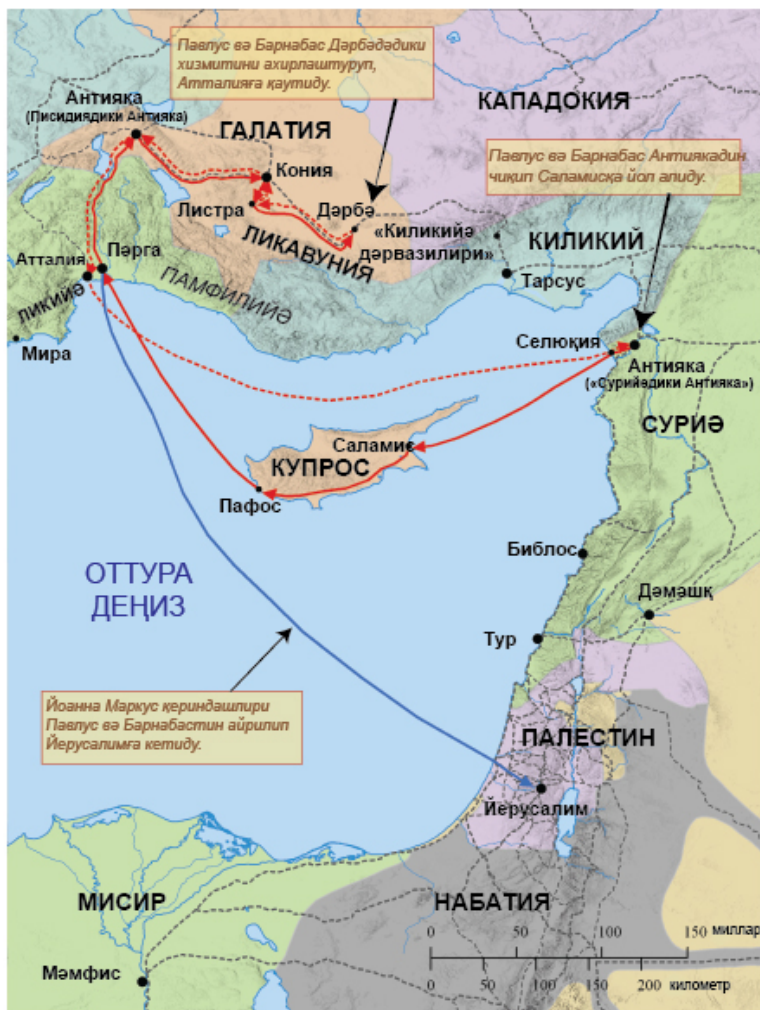 Павлус вә Барнабас Дәрбәдәдики
хизмитини ахирлаштуруп,
Атталияға қаутиду.
Антияка
(Писидиядики Антияка)
ГАЛАТИЯ
КАПАДОКИЯ
Павлус вә Барнабас Антиякадин
чиқип Саламисқа йол алиду.
Кония
Листра
Дәрбә
ЛИКАВУНИЯ
«Киликийә
дәрвазилири»
КИЛИКИЙ
Тарсус
Атталия
Пәрга
ПАМФИЛИЙӘ
ЛИКИЙӘ
Мира
Селюқия
Антияка
(«Сурийәдики Антияка»)
СУРИӘ
Саламис
КУПРОС
Пафос
Библос
ОТТУРА
ДЕҢИЗ
Дәмәшқ
Тур
Йоанна Маркус қериндашлири
Павлус вә Барнабастин айрилип
Йерусалимға кетиду.
ПАЛЕСТИН
Йерусалим
МИСИР
НАБАТИЯ
0 50 100 150 миллар
0 50 100 150 200 километр
Мәмфис